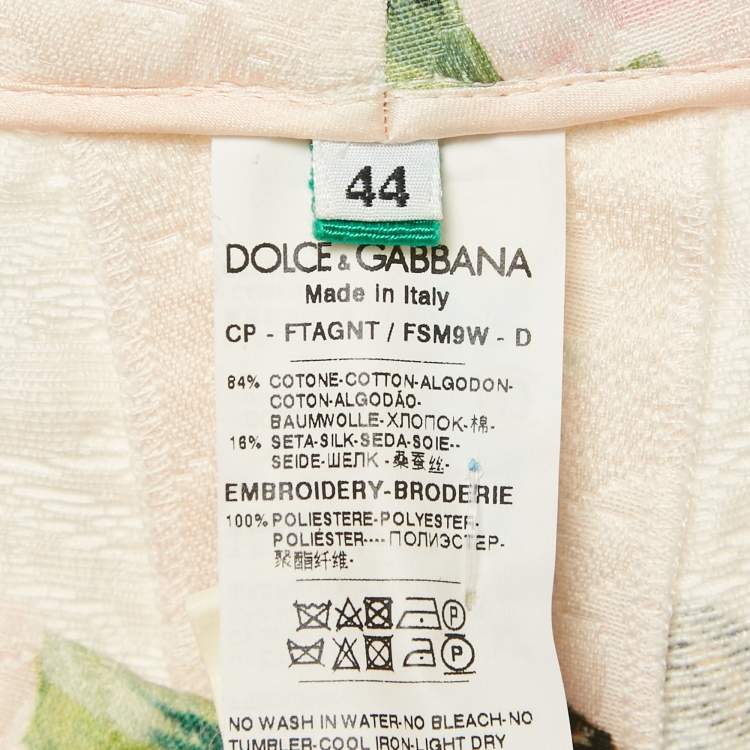 44
DOLCE & GABBANA
Made in Italy
CP - FTAGNT / FSM9W - D
84% COTONE-COTTON-ALGODON-
COTON-ALGODÃO-
BAUMWOLLE-ХЛОПОК-棉-
16% SETA-SILK-SEDA-SOIE--
SEIDE-ШЕЛК -桑蚕丝-
EMBROIDERY-BRODERIE
100% POLIESTERE-POLYESTER-
POLIÉSTER----ПОЛИЭСТЕР-
聚酯纤维-
P
P
NO WASH IN WATER-NO BLEACH-NO
TUMBLER-COOL IRON-LIGHT DRY